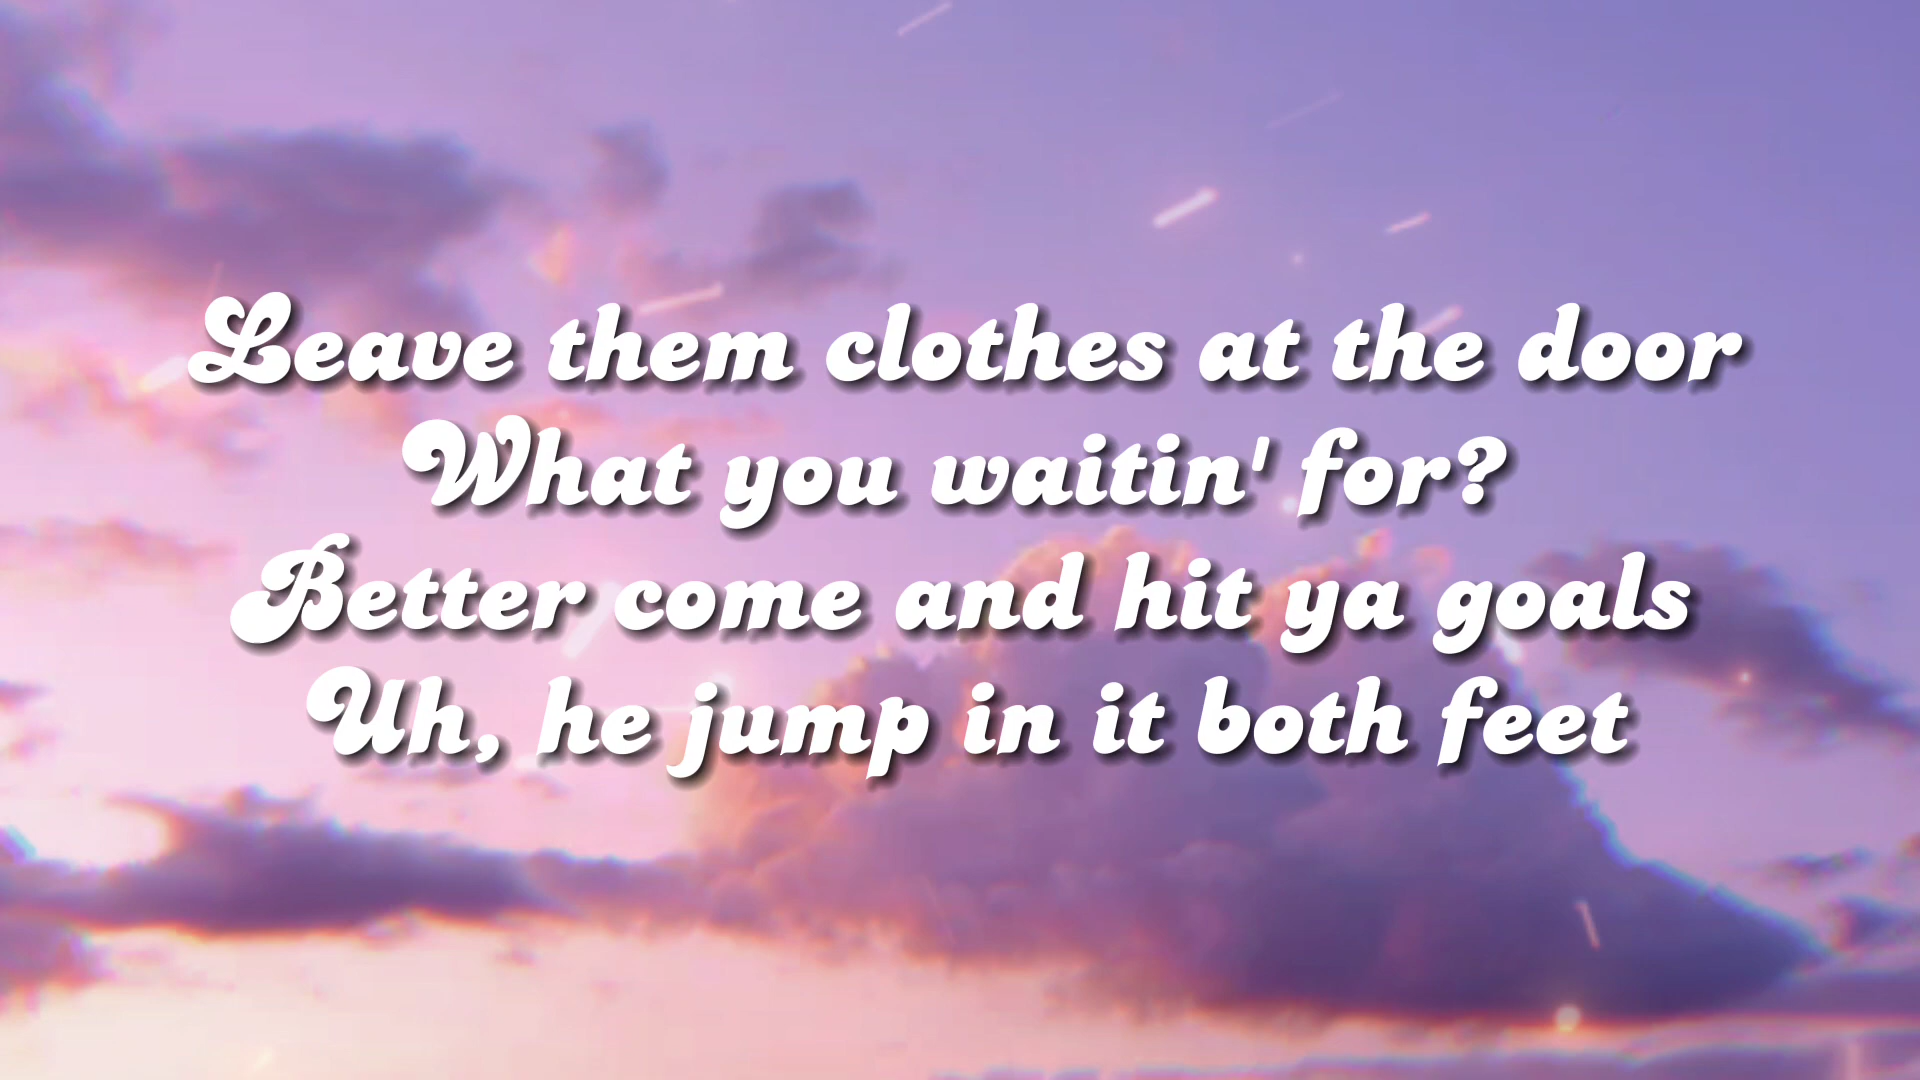 Leave them clothes at the door
What you waitin' for?
Better come and hit ya goals
Uh, he jump in it both feet